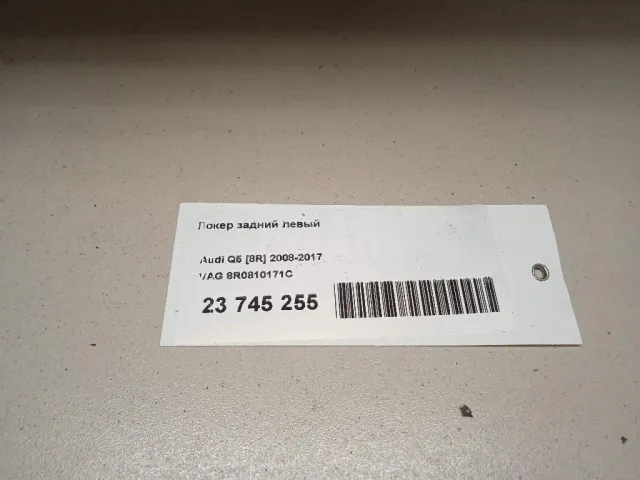 Локер задний левый
Audi Q5 [8R] 2008-2017
VAG 8R0810171C
23 745 255